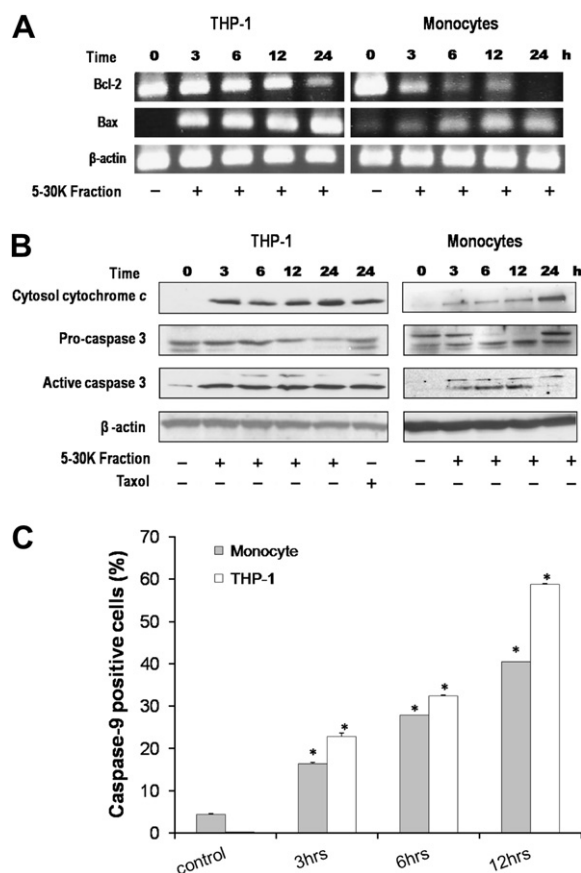 A
THP-1
Monocytes
Time 0 3 6 12 24 0 3 6 12 24 h
Bcl-2
Bax
β-actin
5-30K Fraction – + + + + – + + + +
B
THP-1
Monocytes
Time 0 3 6 12 24 24 0 3 6 12 24 h
Cytosol cytochrome c
Pro-caspase 3
Active caspase 3
β -actin
5-30K Fraction – + + + + – – + + + +
Taxol – – – – – + – – – – –
C
Caspase-9 positive cells (%)
70
60
50
40
30
20
10
0
Monocyte
THP-1
* * * * * *
control 3hrs 6hrs 12hrs